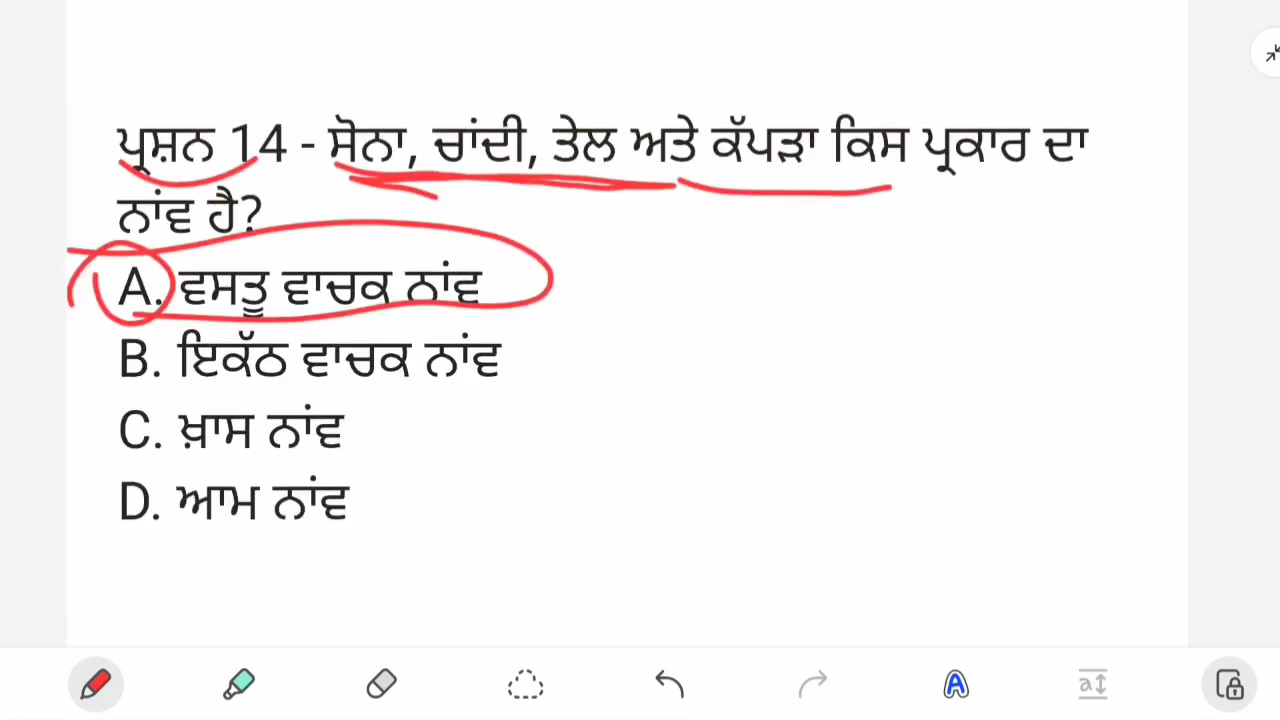 ਪ੍ਰਸ਼ਨ 14 - ਸੋਨਾ, ਚਾਂਦੀ, ਤੇਲ ਅਤੇ ਕੱਪੜਾ ਕਿਸ ਪ੍ਰਕਾਰ ਦਾ
ਨਾਂਵ ਹੈ?
A. ਵਸਤੂ ਵਾਚਕ ਨਾਂਵ
B. ਇਕੱਠ ਵਾਚਕ ਨਾਂਵ
C. ਖ਼ਾਸ ਨਾਂਵ
D. ਆਮ ਨਾਂਵ